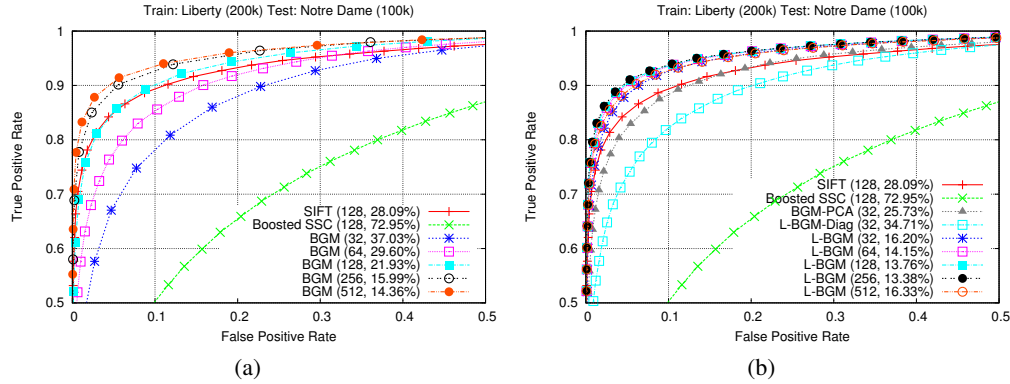 Train: Liberty (200k) Test: Notre Dame (100k)
True Positive Rate
1
0.9
0.8
0.7
0.6
0.5
0
0.1
0.2
0.3
0.4
0.5
False Positive Rate
SIFT (128, 28.09%)
Boosted SSC (128, 72.95%)
BGM (32, 37.03%)
BGM (64, 29.60%)
BGM (128, 21.93%)
BGM (256, 15.99%)
BGM (512, 14.36%)
(a)
Train: Liberty (200k) Test: Notre Dame (100k)
True Positive Rate
1
0.9
0.8
0.7
0.6
0.5
0
0.1
0.2
0.3
0.4
0.5
False Positive Rate
SIFT (128, 28.09%)
Boosted SSC (128, 72.95%)
BGM-PCA (32, 25.73%)
L-BGM-Diag (32, 34.71%)
L-BGM (32, 16.20%)
L-BGM (64, 14.15%)
L-BGM (128, 13.76%)
L-BGM (256, 13.38%)
L-BGM (512, 16.33%)
(b)